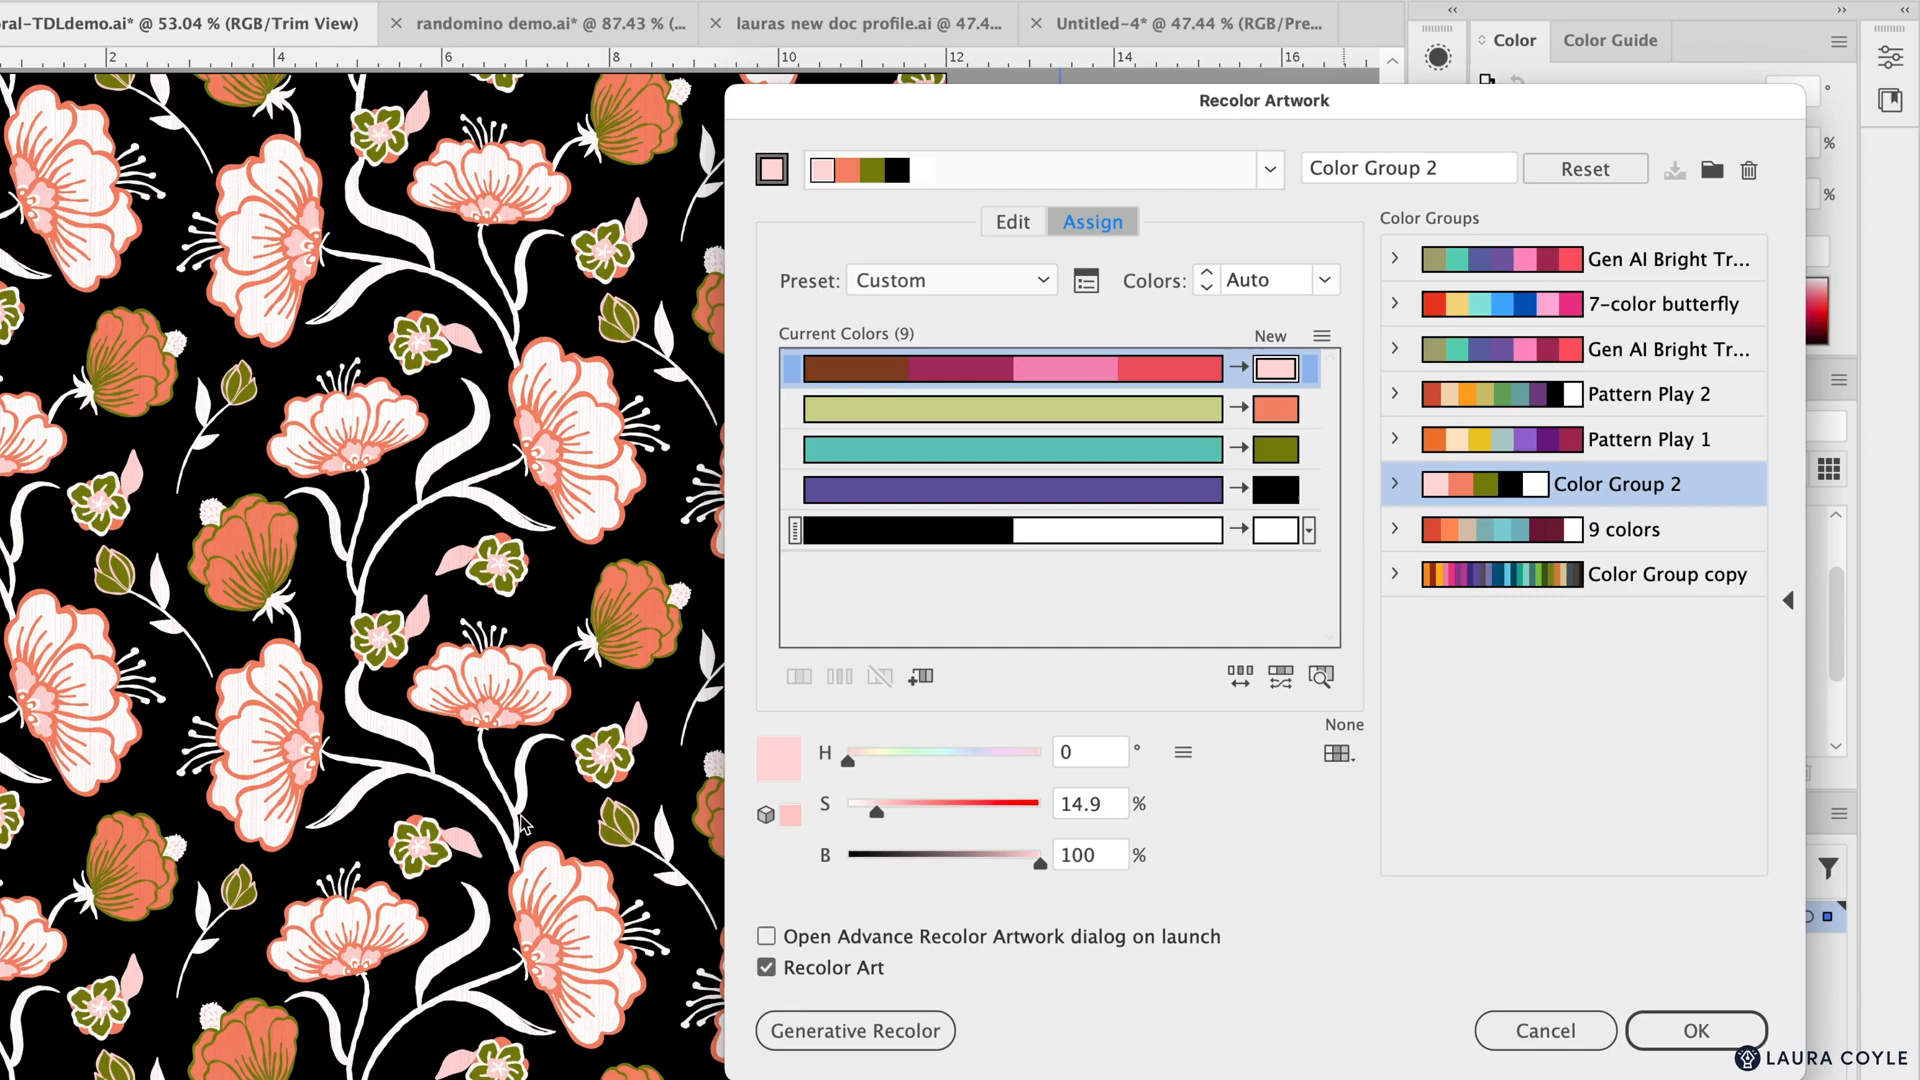 ral-TDLdemo.ai* @ 53.04 % (RGB/Trim View)
randomino demo.ai* @ 87.43 % (...
lauras new doc profile.ai @ 47.4...
Untitled-4* @ 47.44 % (RGB/Pre...
2 4 6 8 10 12 14 16
Color
Color Guide
Recolor Artwork
Color Group 2
Reset
Edit
Assign
Color Groups
Preset:
Custom
Colors:
Auto
Current Colors (9)
New
Gen AI Bright Tr...
7-color butterfly
Gen AI Bright Tr...
Pattern Play 2
Pattern Play 1
Color Group 2
9 colors
Color Group copy
None
H 0 °
S 14.9 %
B 100 %
°
%
%
Open Advance Recolor Artwork dialog on launch
Recolor Art
Generative Recolor
Cancel
OK
LAURA COYLE